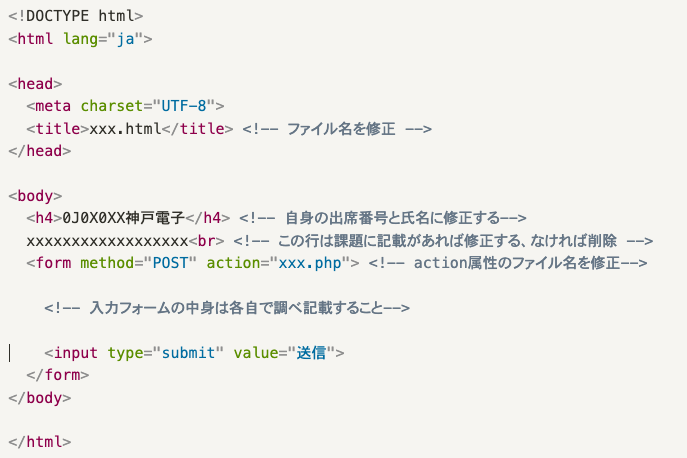 <!DOCTYPE html>
<html lang="ja">
<head>
<meta charset="UTF-8">
<title>xxx.html</title> <!-- ファイル名を修正 -->
</head>
<body>
<h4>0J0X0XX神戸電子</h4> <!-- 自身の出席番号と氏名に修正する-->
xxxxxxxxxxxxxxxxxx<br> <!-- この行は課題に記載があれば修正する、なければ削除 -->
<form method="POST" action="xxx.php"> <!-- action属性のファイル名を修正-->
<!-- 入力フォームの中身は各自で調べ記載すること-->
<input type="submit" value="送信">
</form>
</body>
</html>